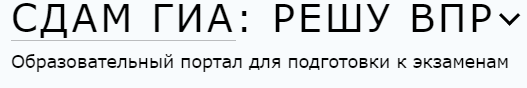 СДАМ ГИА: РЕШУ ВПР
Образовательный портал для подготовки к экзаменам